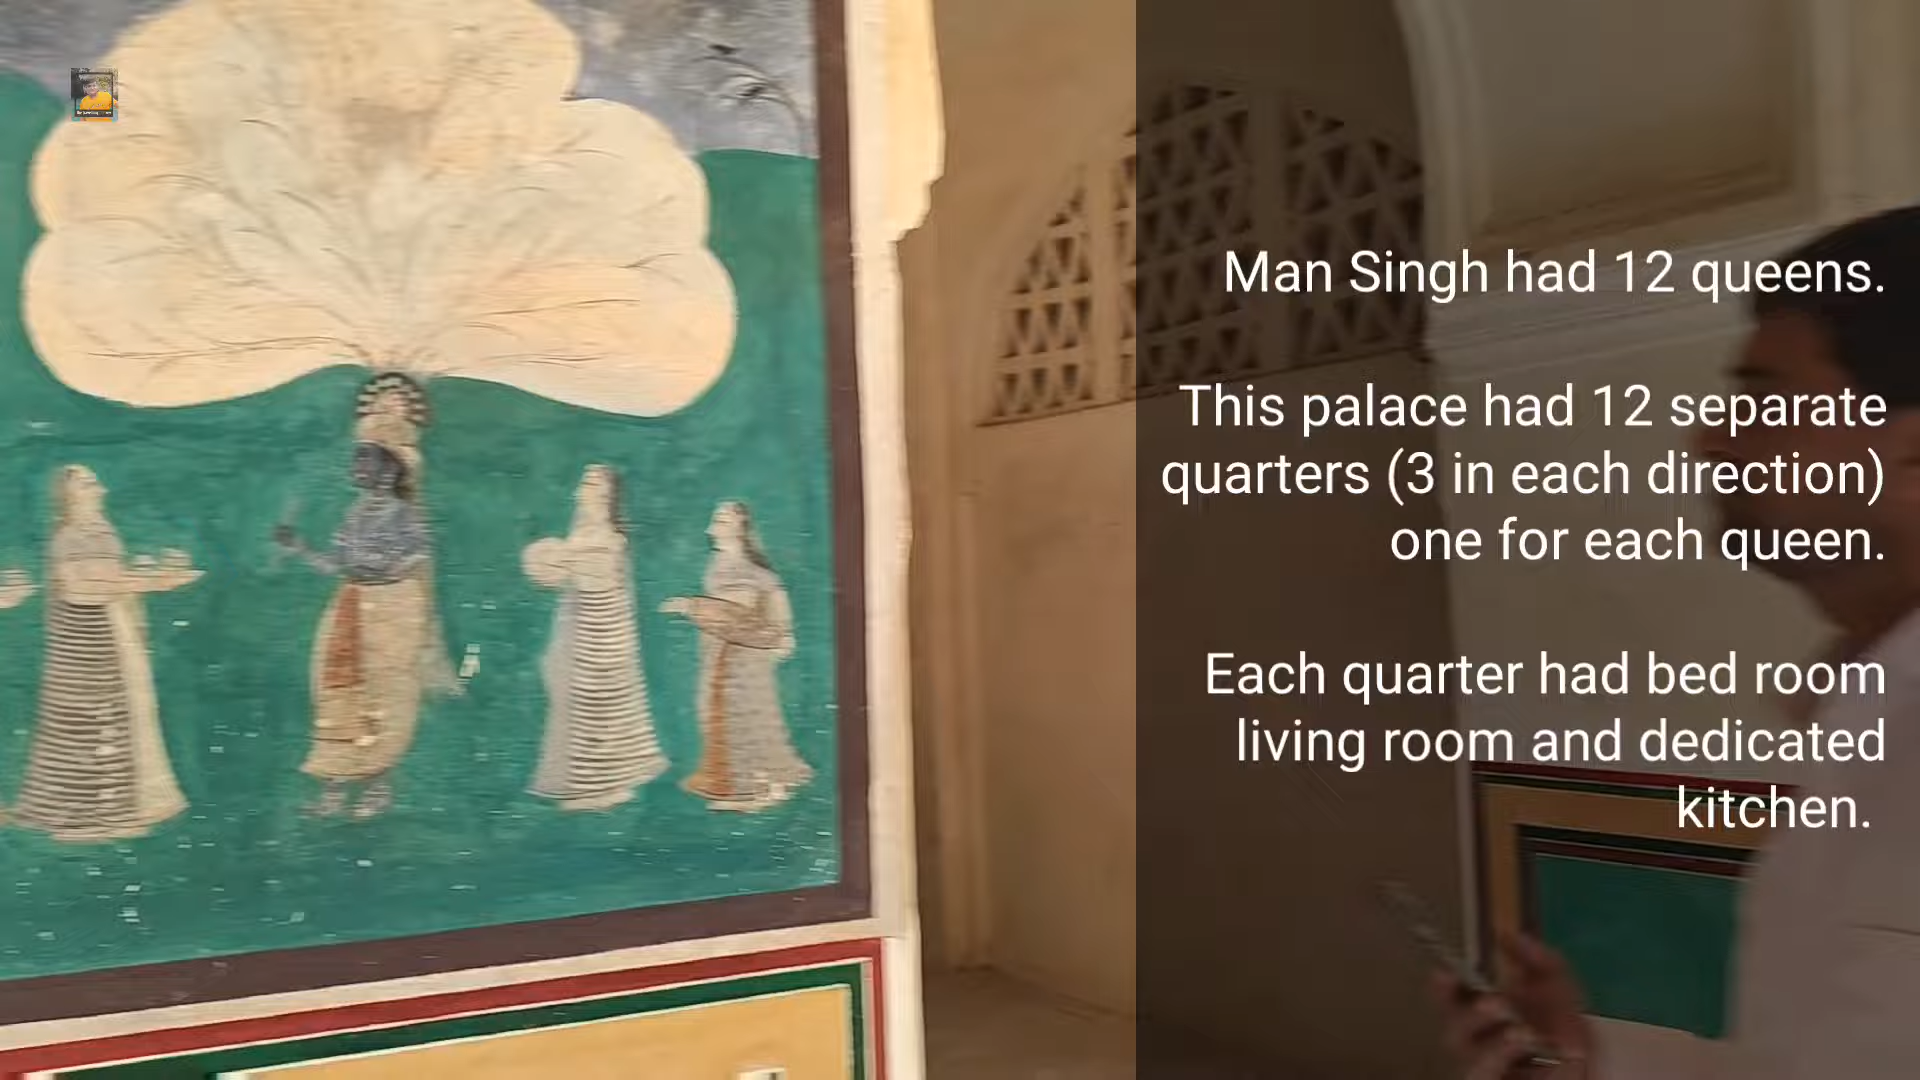 Man Singh had 12 queens.
This palace had 12 separate
quarters (3 in each direction)
one for each queen.
Each quarter had bed room
living room and dedicated
kitchen.